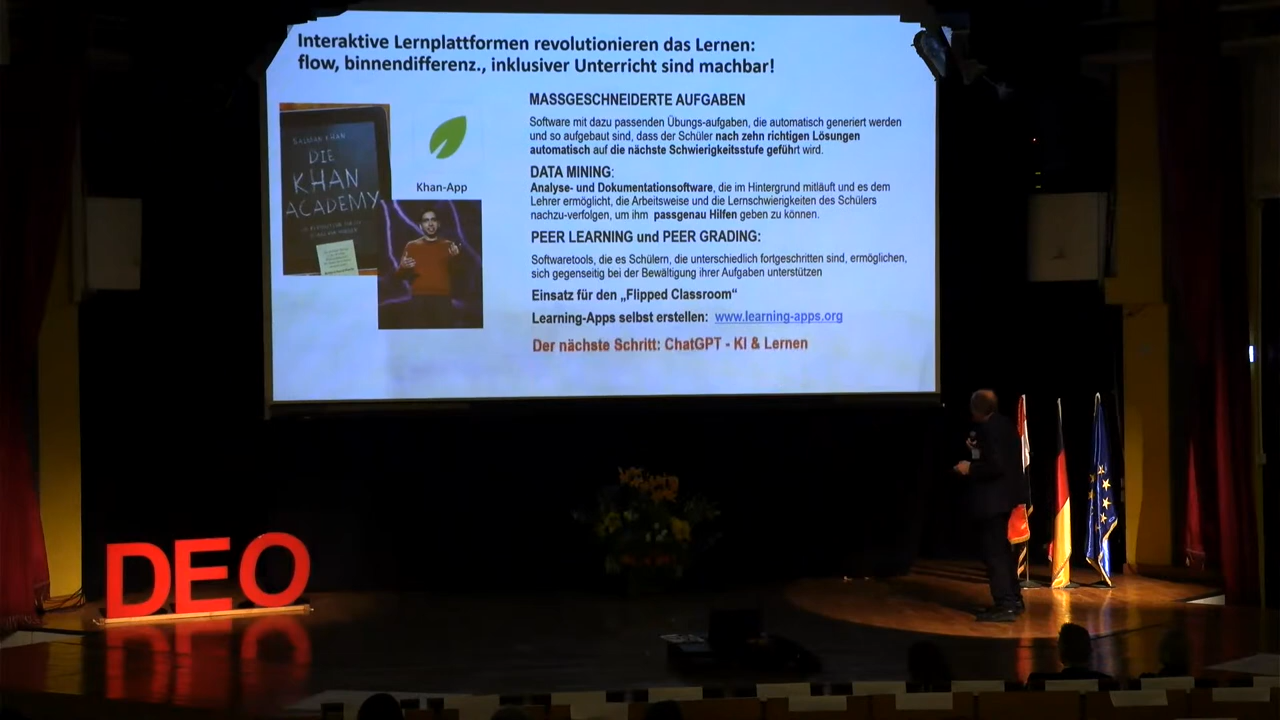 Interaktive Lernplattformen revolutionieren das Lernen:
flow, binnendifferenz., inklusiver Unterricht sind machbar!
SALMAN KHAN
DIE
KHAN
ACADEMY
Khan-App
MASSGESCHNEIDERTE AUFGABEN
Software mit dazu passenden Übungs-aufgaben, die automatisch generiert werden
und so aufgebaut sind, dass der Schüler nach zehn richtigen Lösungen
automatisch auf die nächste Schwierigkeitsstufe geführt wird.
DATA MINING:
Analyse- und Dokumentationsoftware, die im Hintergrund mitläuft und es dem
Lehrer ermöglicht, die Arbeitsweise und die Lernschwierigkeiten des Schülers
nachzu-verfolgen, um ihm passgenau Hilfen geben zu können.
PEER LEARNING und PEER GRADING:
Softwaretools, die es Schülern, die unterschiedlich fortgeschritten sind, ermöglichen,
sich gegenseitig bei der Bewältigung ihrer Aufgaben unterstützen
Einsatz für den „Flipped Classroom“
Learning-Apps selbst erstellen: www.learning-apps.org
Der nächste Schritt: ChatGPT - KI & Lernen
DEO